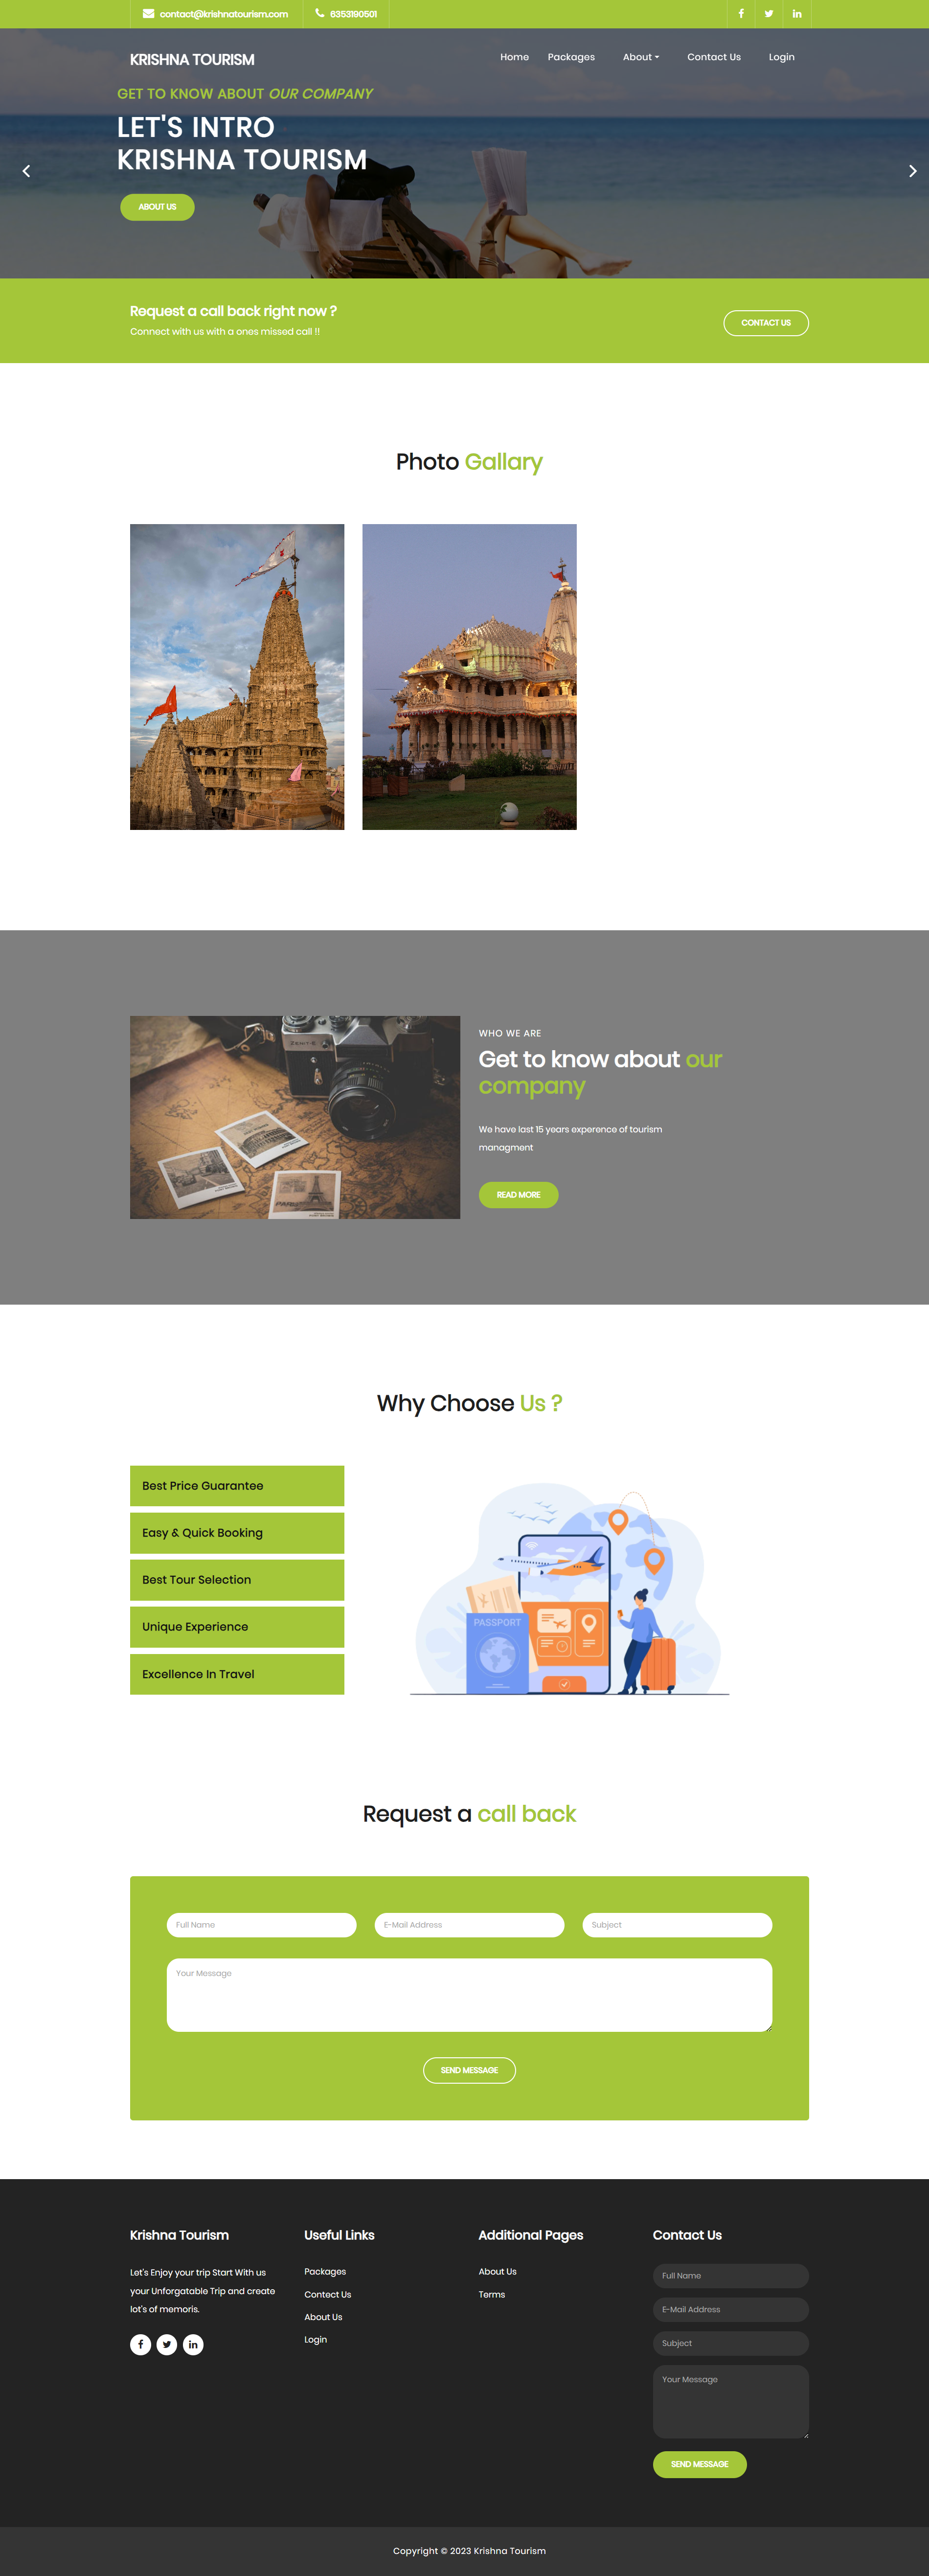 contact@krishnatourism.com
6353190501
KRISHNA TOURISM
Home
Packages
About
Contact Us
Login
GET TO KNOW ABOUT OUR COMPANY
LET'S INTRO
KRISHNA TOURISM
ABOUT US
Request a call back right now ?
Connect with us with a ones missed call !!
CONTACT US
Photo Gallary
ZENIT-E
PARIS
WHO WE ARE
Get to know about our
company
We have last 15 years experence of tourism
managment
READ MORE
Why Choose Us ?
Best Price Guarantee
Easy & Quick Booking
Best Tour Selection
Unique Experience
Excellence In Travel
PASSPORT
Request a call back
Full Name
E-Mail Address
Subject
Your Message
SEND MESSAGE
Krishna Tourism
Let's Enjoy your trip Start With us
your Unforgatable Trip and create
lot's of memoris.
Useful Links
Packages
Contect Us
About Us
Login
Additional Pages
About Us
Terms
Contact Us
Full Name
E-Mail Address
Subject
Your Message
SEND MESSAGE
Copyright © 2023 Krishna Tourism